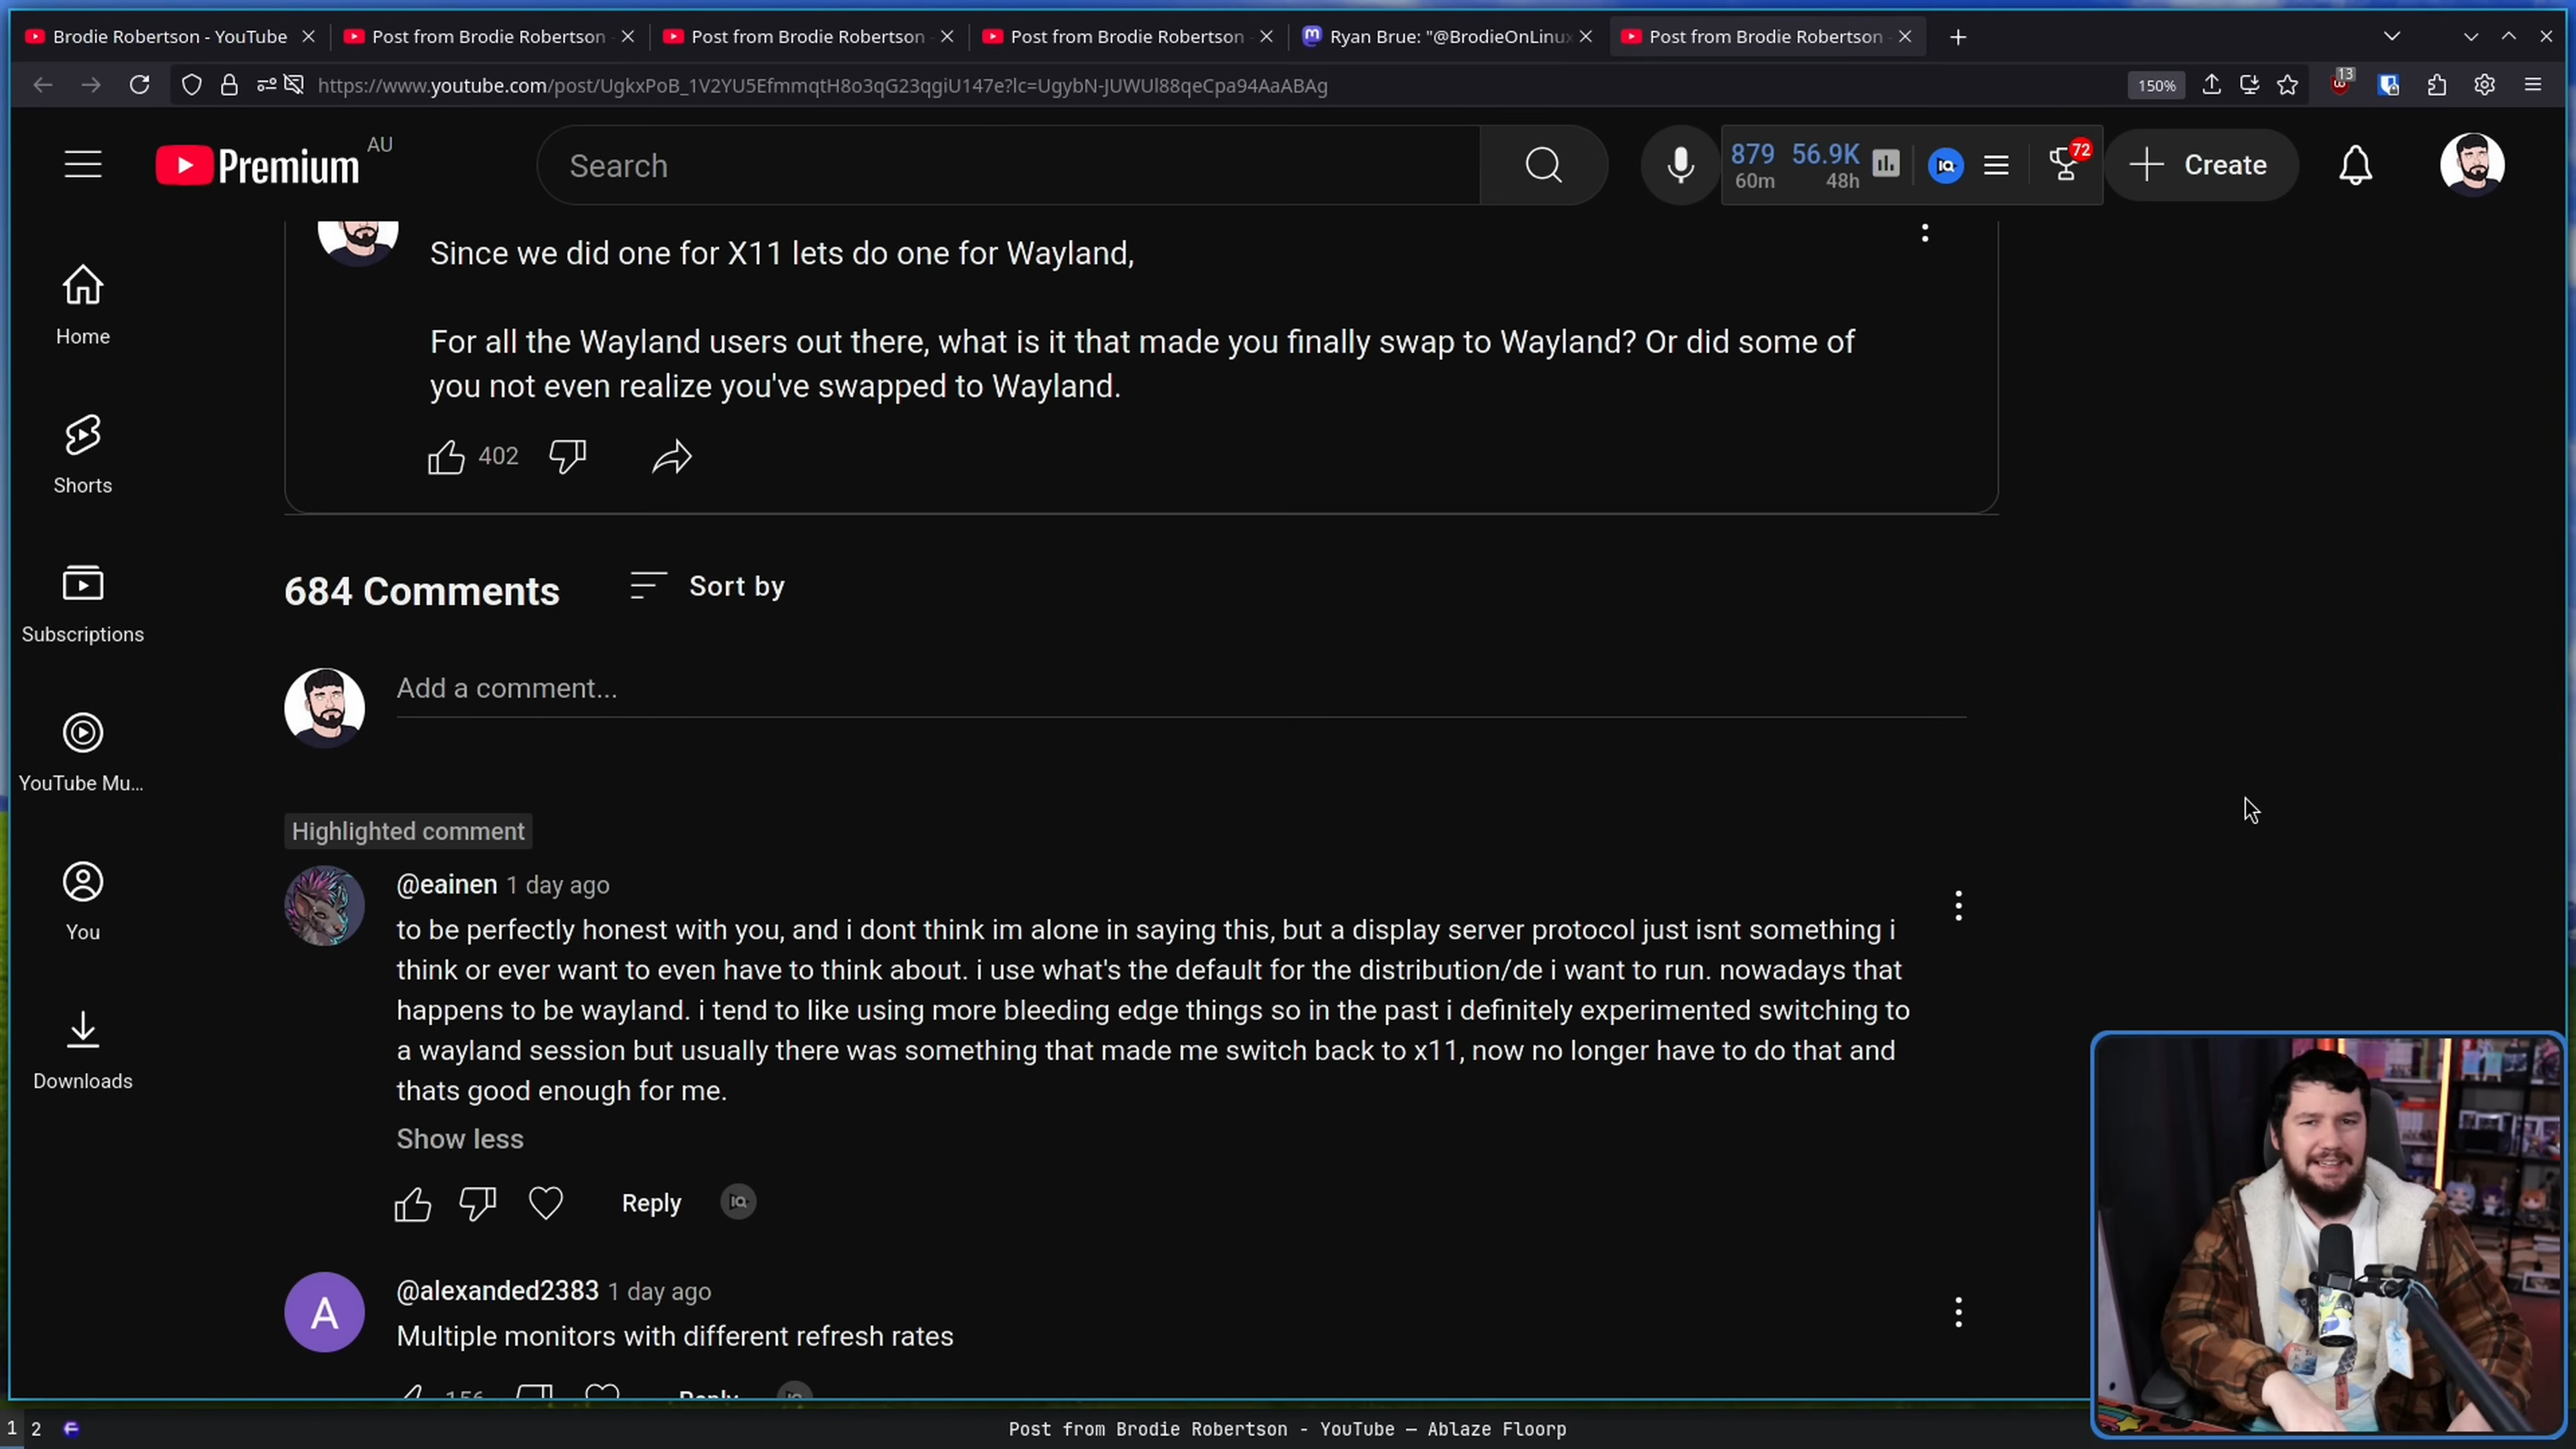 Brodie Robertson - YouTube
Post from Brodie Robertson -
Post from Brodie Robertson -
Post from Brodie Robertson -
Ryan Brue: "@BrodieOnLinux
Post from Brodie Robertson -
https://www.youtube.com/post/UgkxPoB_1V2YU5EfmmqtH8o3qG23qgiU147e?lc=UgybN-JUWUl88qeCpa94AaABAg
150%
13
Premium
AU
Search
879
60m
56.9K
48h
IQ
72
Create
Since we did one for X11 lets do one for Wayland,
For all the Wayland users out there, what is it that made you finally swap to Wayland? Or did some of
you not even realize you've swapped to Wayland.
402
Home
Shorts
Subscriptions
YouTube Mu...
You
Downloads
684 Comments
Sort by
Add a comment...
Highlighted comment
@eainen 1 day ago
to be perfectly honest with you, and i dont think im alone in saying this, but a display server protocol just isnt something i
think or ever want to even have to think about. i use what's the default for the distribution/de i want to run. nowadays that
happens to be wayland. i tend to like using more bleeding edge things so in the past i definitely experimented switching to
a wayland session but usually there was something that made me switch back to x11, now no longer have to do that and
thats good enough for me.
Show less
Reply
IQ
A
@alexanded2383 1 day ago
Multiple monitors with different refresh rates
156
Reply
1 2
Post from Brodie Robertson - YouTube — Ablaze Floorp